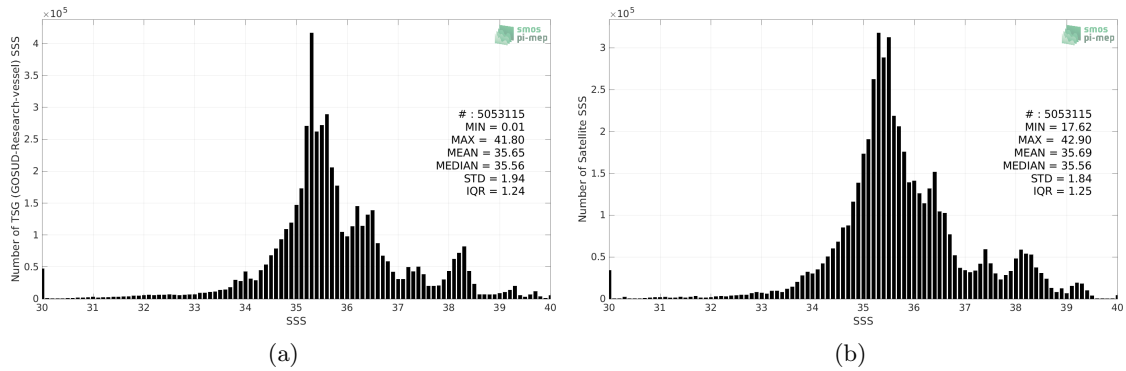 ×10⁵
smos
pi-mep
Number of TSG (GOSUD-Research-vessel) SSS
4
3.5
3
2.5
2
1.5
1
0.5
0
# : 5053115
MIN = 0.01
MAX = 41.80
MEAN = 35.65
MEDIAN = 35.56
STD = 1.94
IQR = 1.24
30 31 32 33 34 35 36 37 38 39 40
SSS
(a)
×10⁵
smos
pi-mep
Number of Satellite SSS
3
2.5
2
1.5
1
0.5
0
# : 5053115
MIN = 17.62
MAX = 42.90
MEAN = 35.69
MEDIAN = 35.56
STD = 1.84
IQR = 1.25
30 31 32 33 34 35 36 37 38 39 40
SSS
(b)